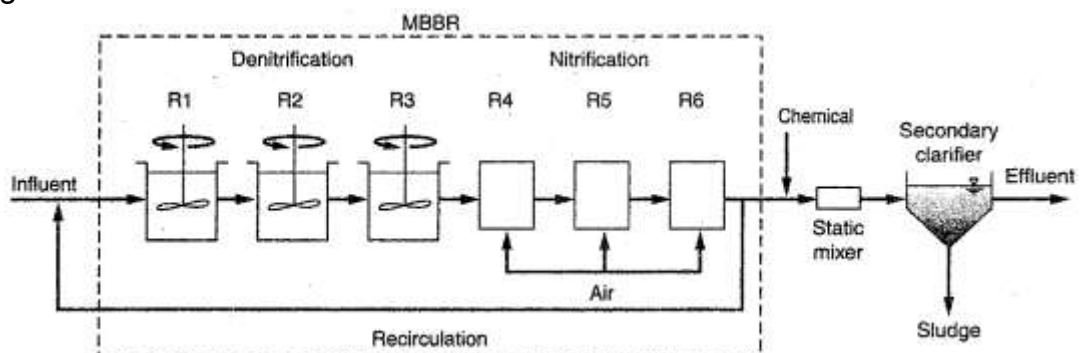 MBBR
Denitrification
Nitrification
R1
R2
R3
R4
R5
R6
Chemical
Secondary
clarifier
Influent
Effluent
Static
mixer
Air
Recirculation
Sludge